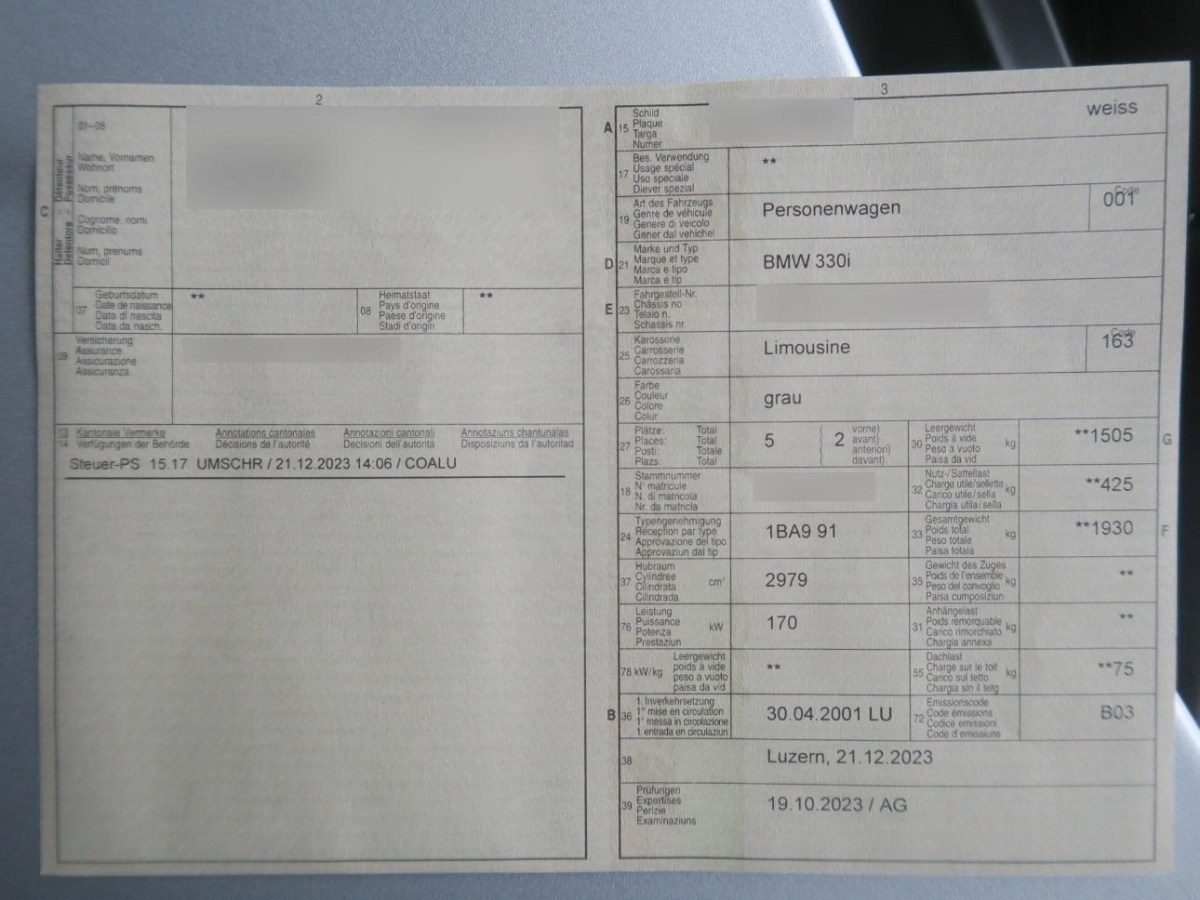 2
01-06
Name, Vornamen
Wohnort
Nom, prénoms
Domicile
Cognome, nomi
Domicilio
Num, prenums
Domicil
C
Halter Détenteur
Detentore Possessur
07
Geburtsdatum
Date de naissance
Data di nascita
Data da nasch.
**
08
Heimatstaat
Pays d'origine
Paese d'origine
Stadi d'origin
**
09
Versicherung
Assurance
Assicurazione
Assicuranza
13 Kantonale Vermerke Annotations cantonales Annotazioni cantonali Annotaziuns chantunalas
14 Verfügungen der Behörde Décisions de l'autorité Decisioni dell'autorità Disposiziuns da l'autoritad
Steuer-PS 15.17 UMSCHR / 21.12.2023 14:06 / COALU
3
A 15
Schild
Plaque
Targa
Numer
weiss
17
Bes. Verwendung
Usage spécial
Uso speciale
Diever spezial
**
19
Art des Fahrzeugs
Genre de véhicule
Genere di veicolo
Gener dal vehichel
Personenwagen
Code
001
D 21
Marke und Typ
Marque et type
Marca e tipo
Marca e tip
BMW 330i
E 23
Fahrgestell-Nr.
Châssis no
Telaio n.
Schassis nr.
25
Karosserie
Carrosserie
Carrozzeria
Carossaria
Limousine
Code
163
26
Farbe
Couleur
Colore
Colur
grau
27
Plätze: Total
Places: Total
Posti: Totale
Plazs: Total
5
2
vorne)
avant)
anteriori)
davant)
30
Leergewicht
Poids à vide
Peso a vuoto
Paisa da vid
kg
**1505
G
18
Stammnummer
N° matricule
N. di matricola
Nr. da matricla
32
Nutz-/Sattellast
Charge utile/sellette
Carico utile/sella
Chargia utila/sella
kg
**425
24
Typengenehmigung
Réception par type
Approvazione del tipo
Approvaziun dal tip
1BA9 91
33
Gesamtgewicht
Poids total
Peso totale
Paisa totala
kg
**1930
F
37
Hubraum
Cylindrée
Cilindrata
Cilindrada
cm³
2979
35
Gewicht des Zuges
Poids de l'ensemble
Peso del convoglio
Paisa cumposiziun
kg
**
76
Leistung
Puissance
Potenza
Prestaziun
kW
170
31
Anhängelast
Poids remorquable
Carico rimorchiato
Chargia annexa
kg
**
78 kW/kg
Leergewicht
poids à vide
peso a vuoto
paisa da vid
**
55
Dachlast
Charge sur le toit
Carico sul tetto
Chargia sin il tetg
kg
**75
B 36
1. Inverkehrsetzung
1re mise en circulation
1a messa in circolazione
1. entrada en circulaziun
30.04.2001 LU
72
Emissionscode
Code émissions
Codice emissioni
Code d'emissiuns
B03
38
Luzern, 21.12.2023
39
Prüfungen
Expertises
Perizie
Examinaziuns
19.10.2023 / AG